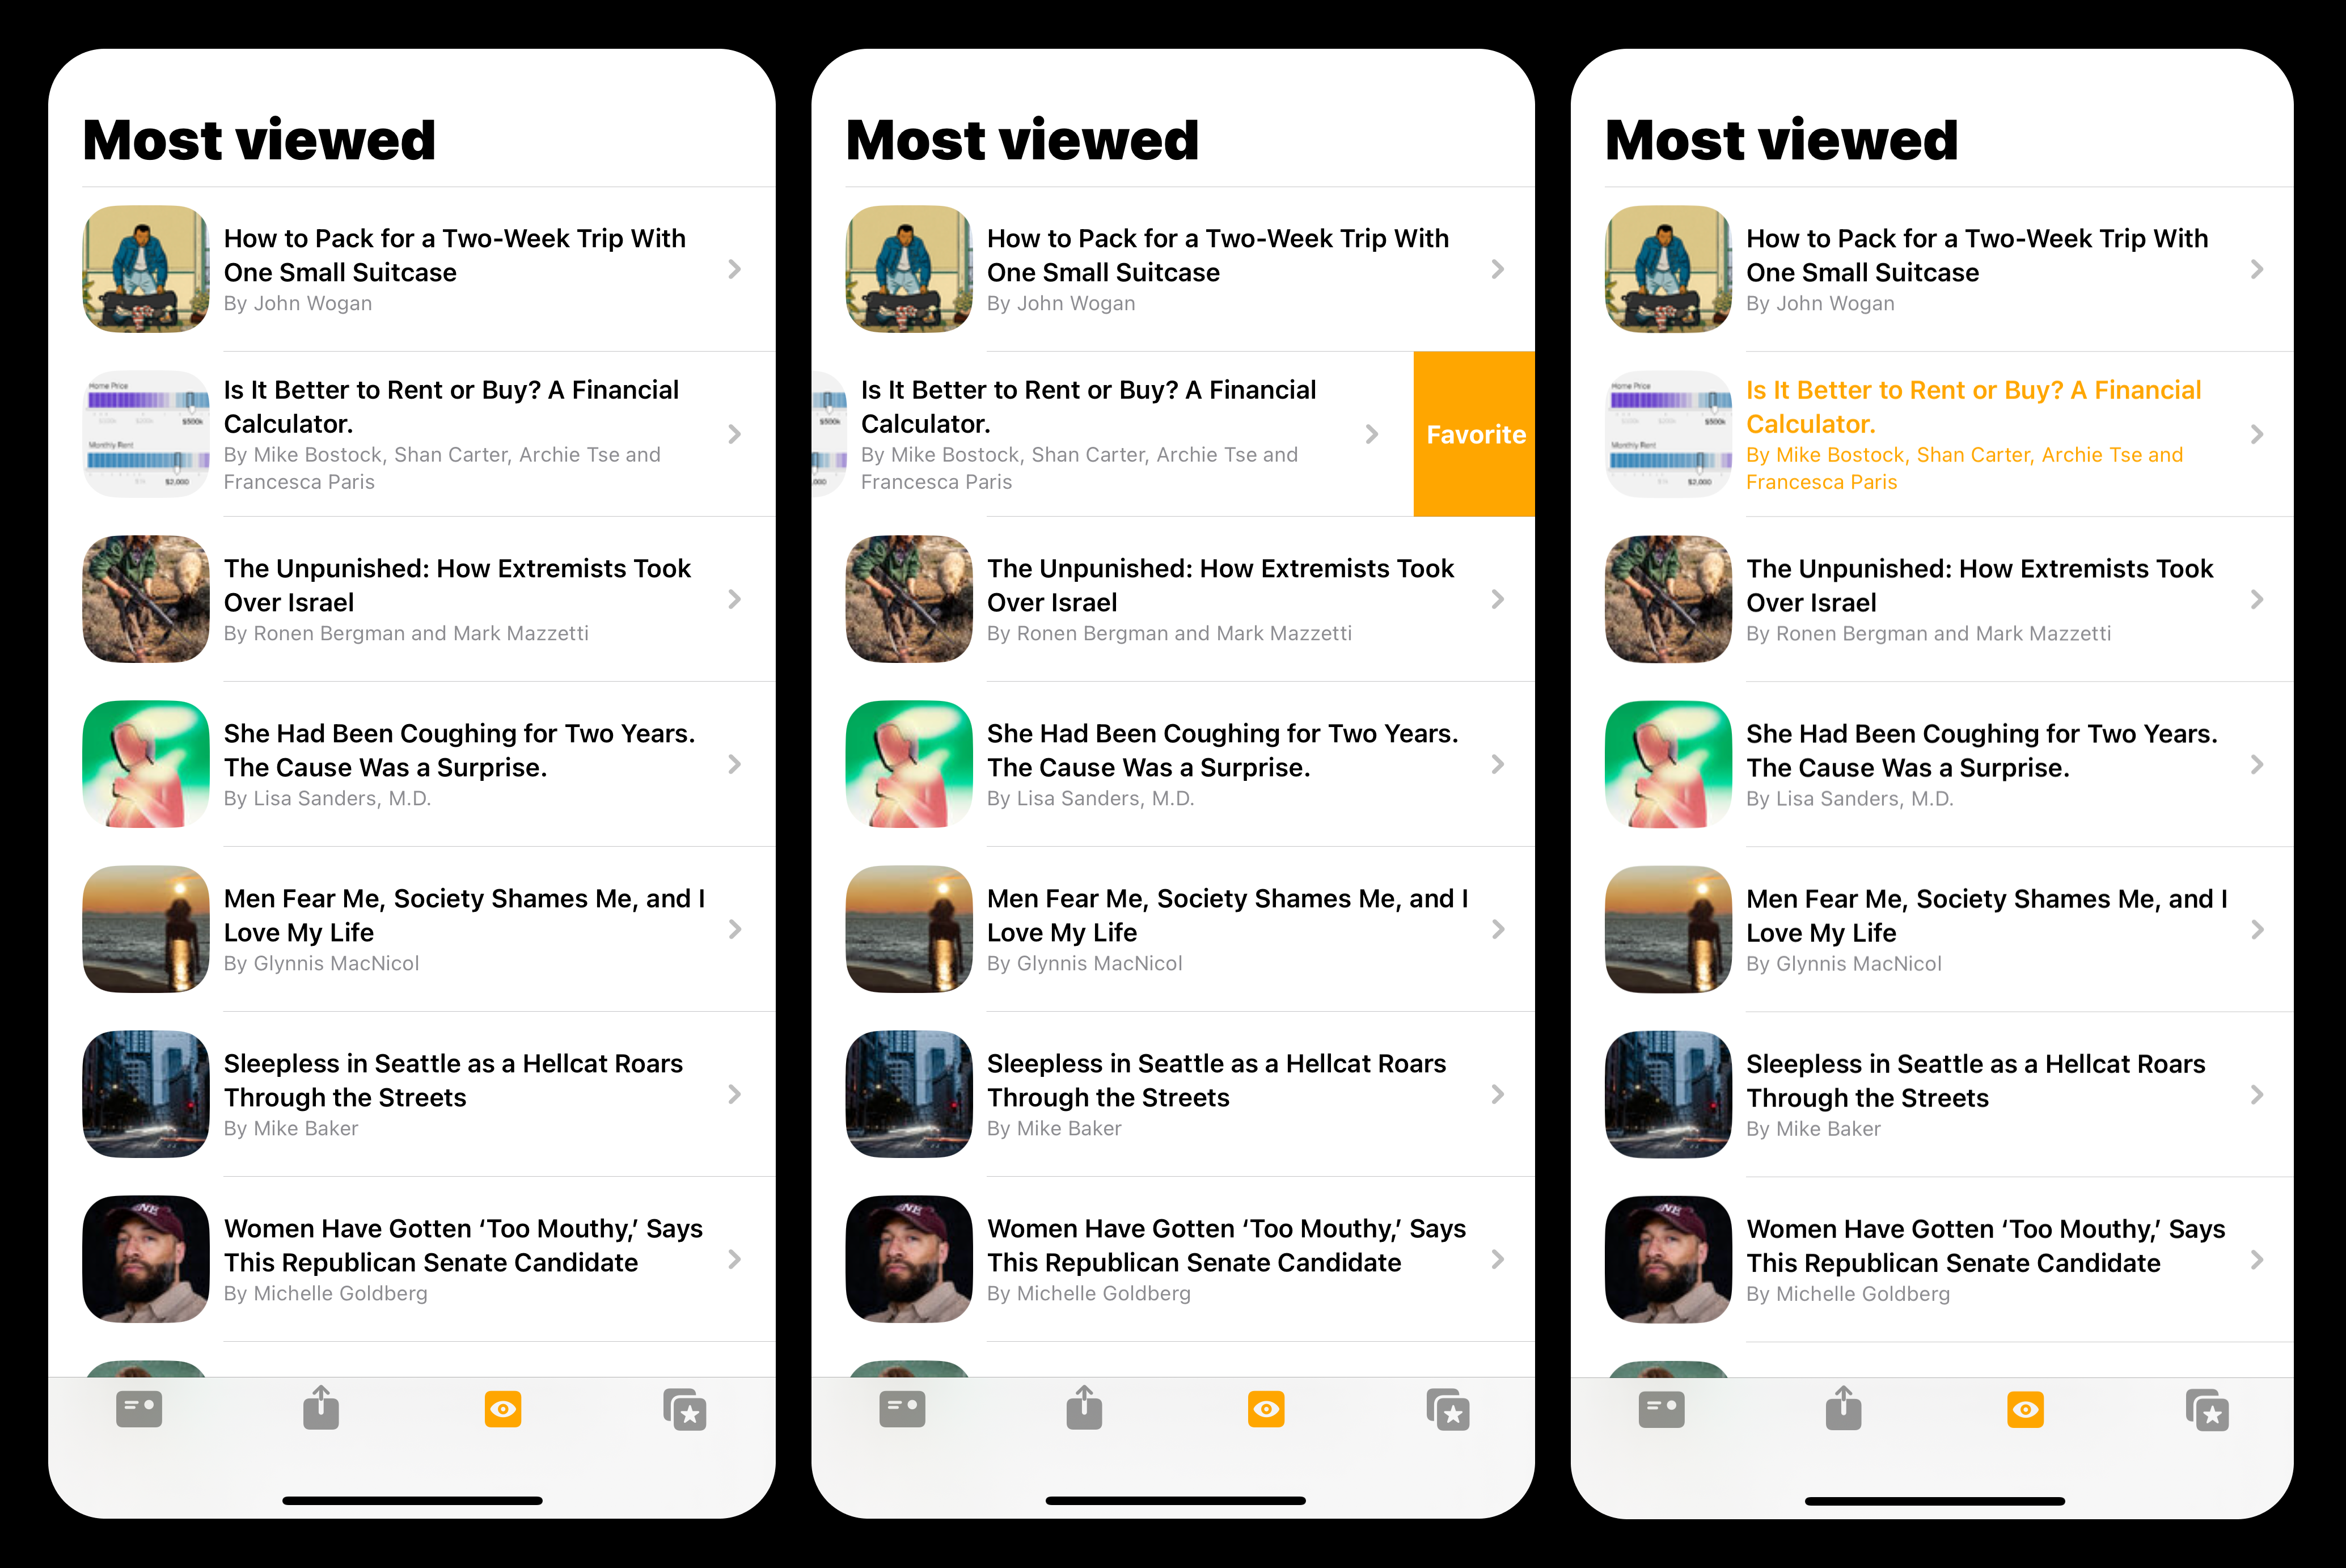 Most viewed
How to Pack for a Two-Week Trip With
One Small Suitcase
By John Wogan
Home Price
$500k
Monthly Rent
$2,000
Is It Better to Rent or Buy? A Financial
Calculator.
By Mike Bostock, Shan Carter, Archie Tse and
Francesca Paris
The Unpunished: How Extremists Took
Over Israel
By Ronen Bergman and Mark Mazzetti
She Had Been Coughing for Two Years.
The Cause Was a Surprise.
By Lisa Sanders, M.D.
Men Fear Me, Society Shames Me, and I
Love My Life
By Glynnis MacNicol
Sleepless in Seattle as a Hellcat Roars
Through the Streets
By Mike Baker
Women Have Gotten ‘Too Mouthy,’ Says
This Republican Senate Candidate
By Michelle Goldberg
Most viewed
How to Pack for a Two-Week Trip With
One Small Suitcase
By John Wogan
$500k
Is It Better to Rent or Buy? A Financial
Calculator.
By Mike Bostock, Shan Carter, Archie Tse and
Francesca Paris
Favorite
The Unpunished: How Extremists Took
Over Israel
By Ronen Bergman and Mark Mazzetti
She Had Been Coughing for Two Years.
The Cause Was a Surprise.
By Lisa Sanders, M.D.
Men Fear Me, Society Shames Me, and I
Love My Life
By Glynnis MacNicol
Sleepless in Seattle as a Hellcat Roars
Through the Streets
By Mike Baker
Women Have Gotten ‘Too Mouthy,’ Says
This Republican Senate Candidate
By Michelle Goldberg
Most viewed
How to Pack for a Two-Week Trip With
One Small Suitcase
By John Wogan
Home Price
$500k
Monthly Rent
$2,000
Is It Better to Rent or Buy? A Financial
Calculator.
By Mike Bostock, Shan Carter, Archie Tse and
Francesca Paris
The Unpunished: How Extremists Took
Over Israel
By Ronen Bergman and Mark Mazzetti
She Had Been Coughing for Two Years.
The Cause Was a Surprise.
By Lisa Sanders, M.D.
Men Fear Me, Society Shames Me, and I
Love My Life
By Glynnis MacNicol
Sleepless in Seattle as a Hellcat Roars
Through the Streets
By Mike Baker
Women Have Gotten ‘Too Mouthy,’ Says
This Republican Senate Candidate
By Michelle Goldberg